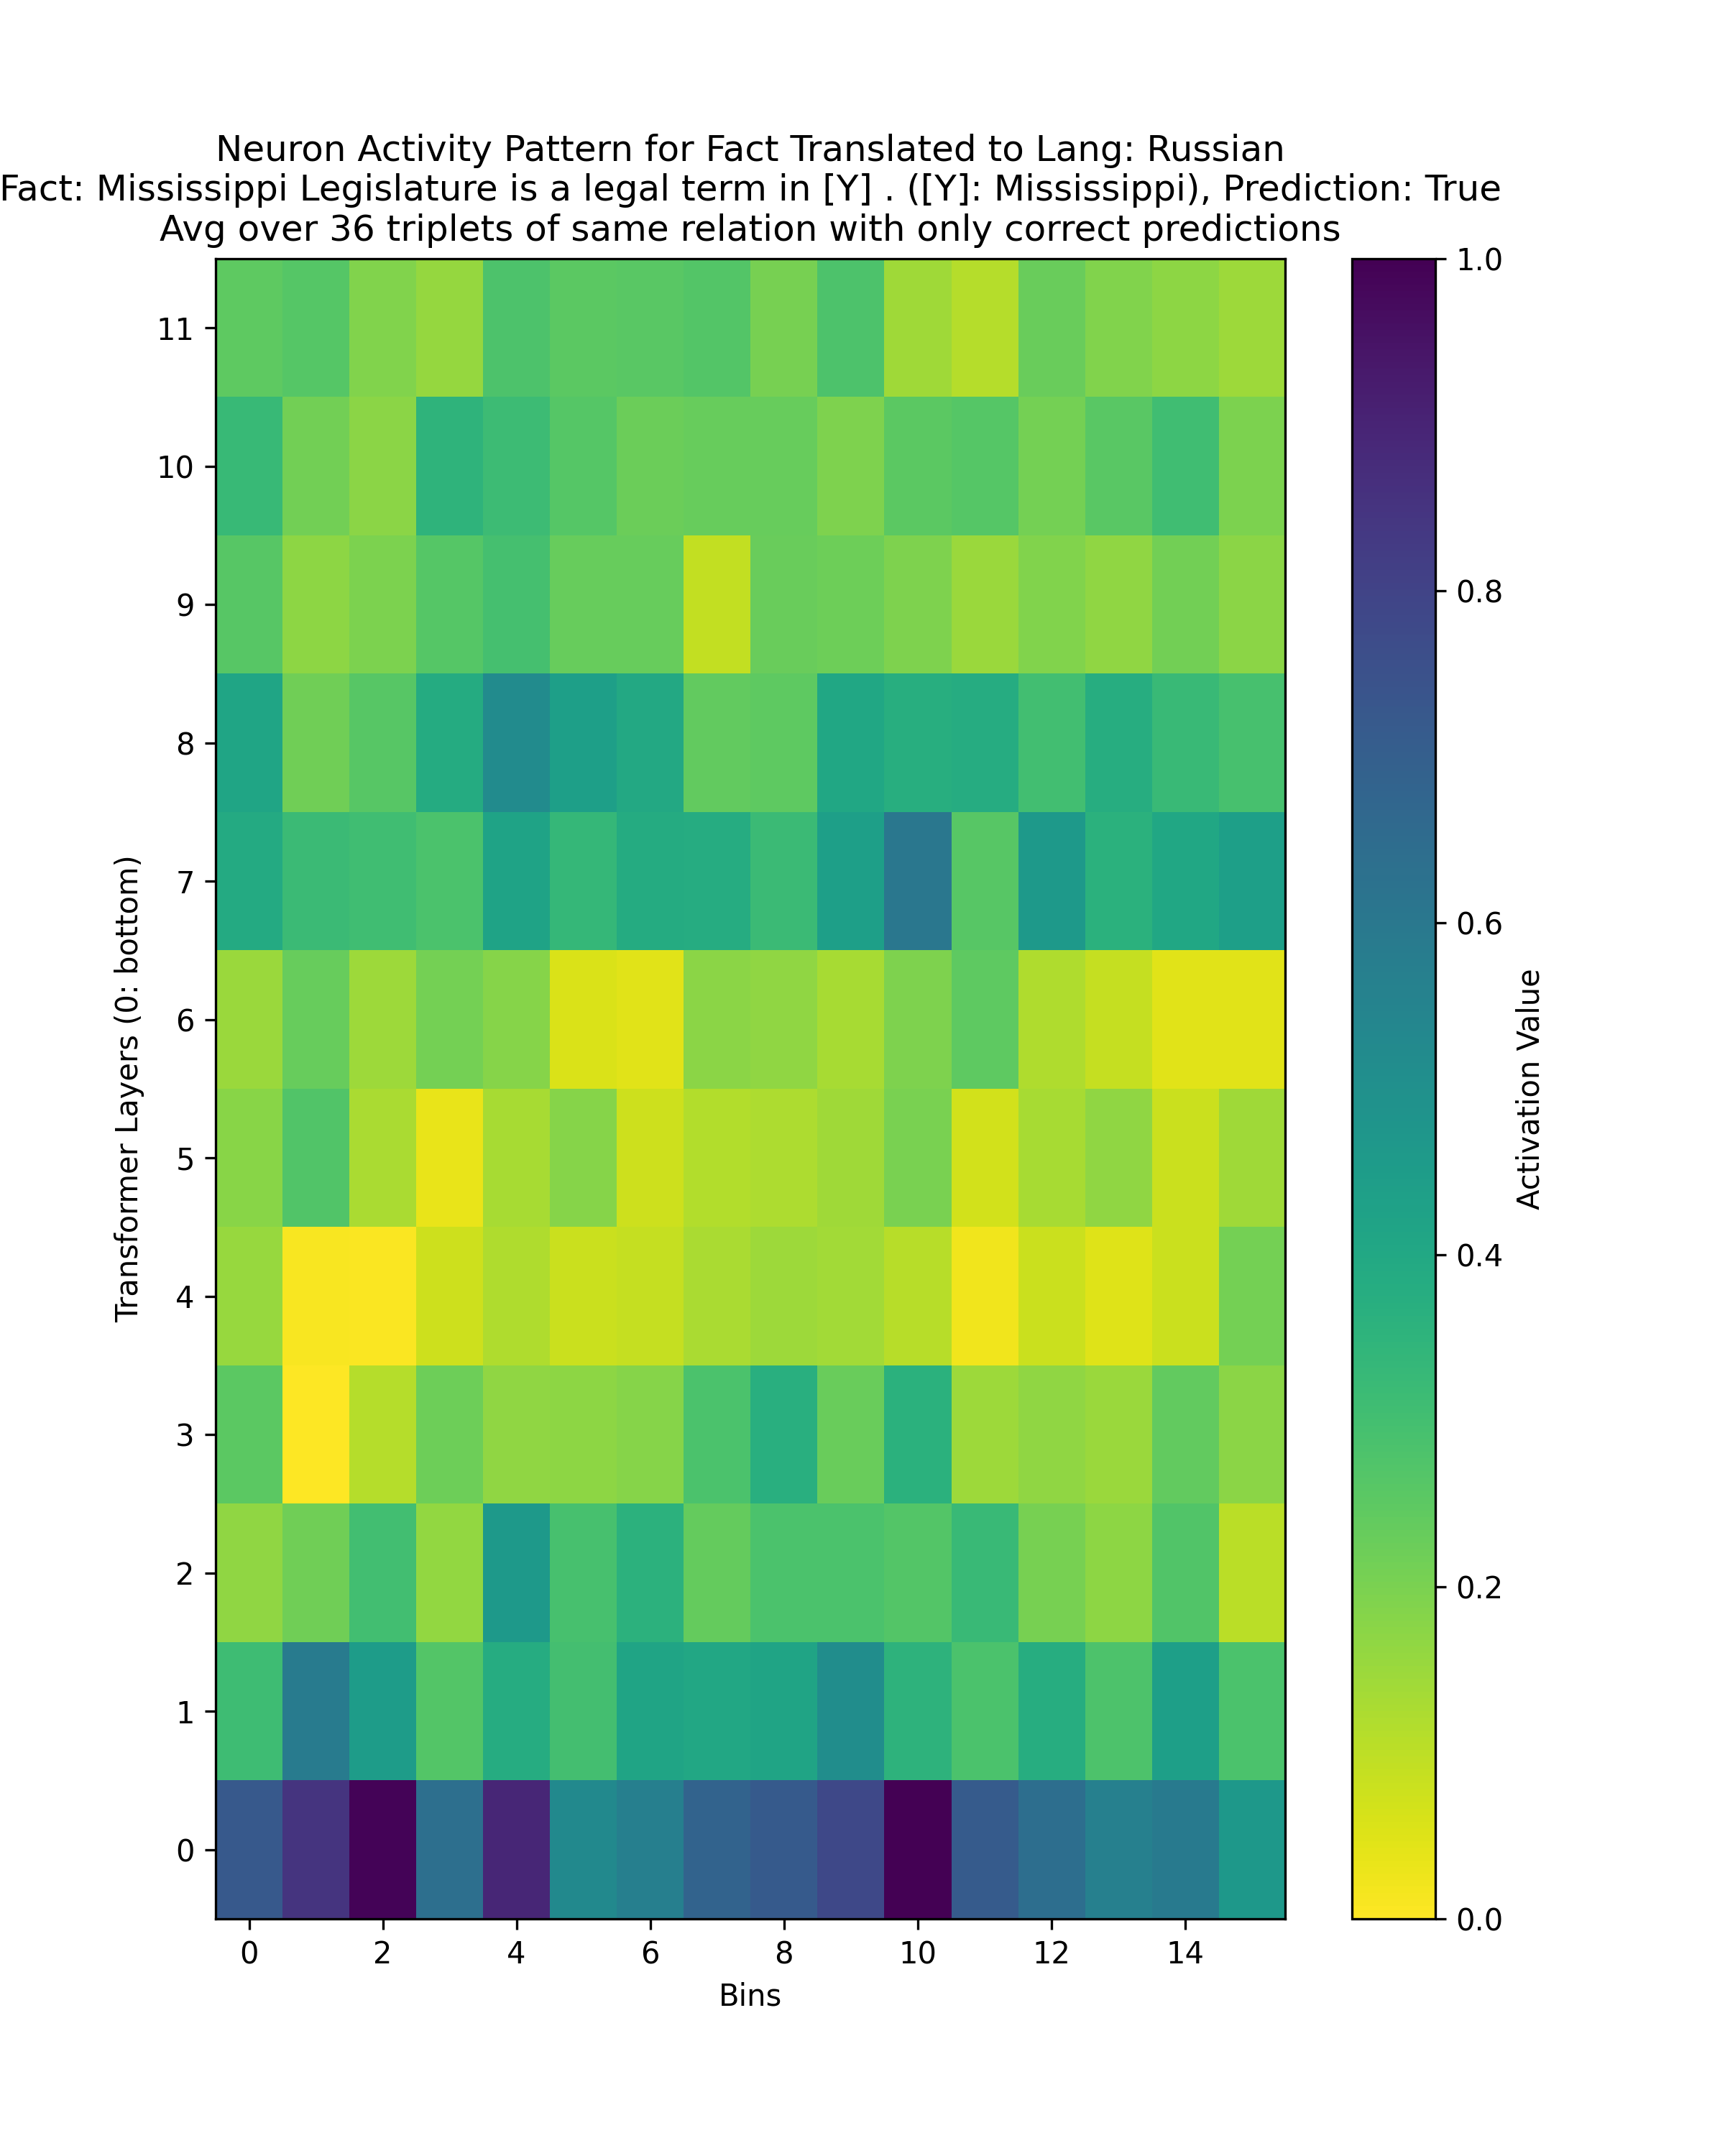 Neuron Activity Pattern for Fact Translated to Lang: Russian
Fact: Mississippi Legislature is a legal term in [Y] . ([Y]: Mississippi), Prediction: True
Avg over 36 triplets of same relation with only correct predictions
Transformer Layers (0: bottom)
11
10
9
8
7
6
5
4
3
2
1
0
0 2 4 6 8 10 12 14
Bins
1.0
0.8
0.6
0.4
0.2
0.0
Activation Value